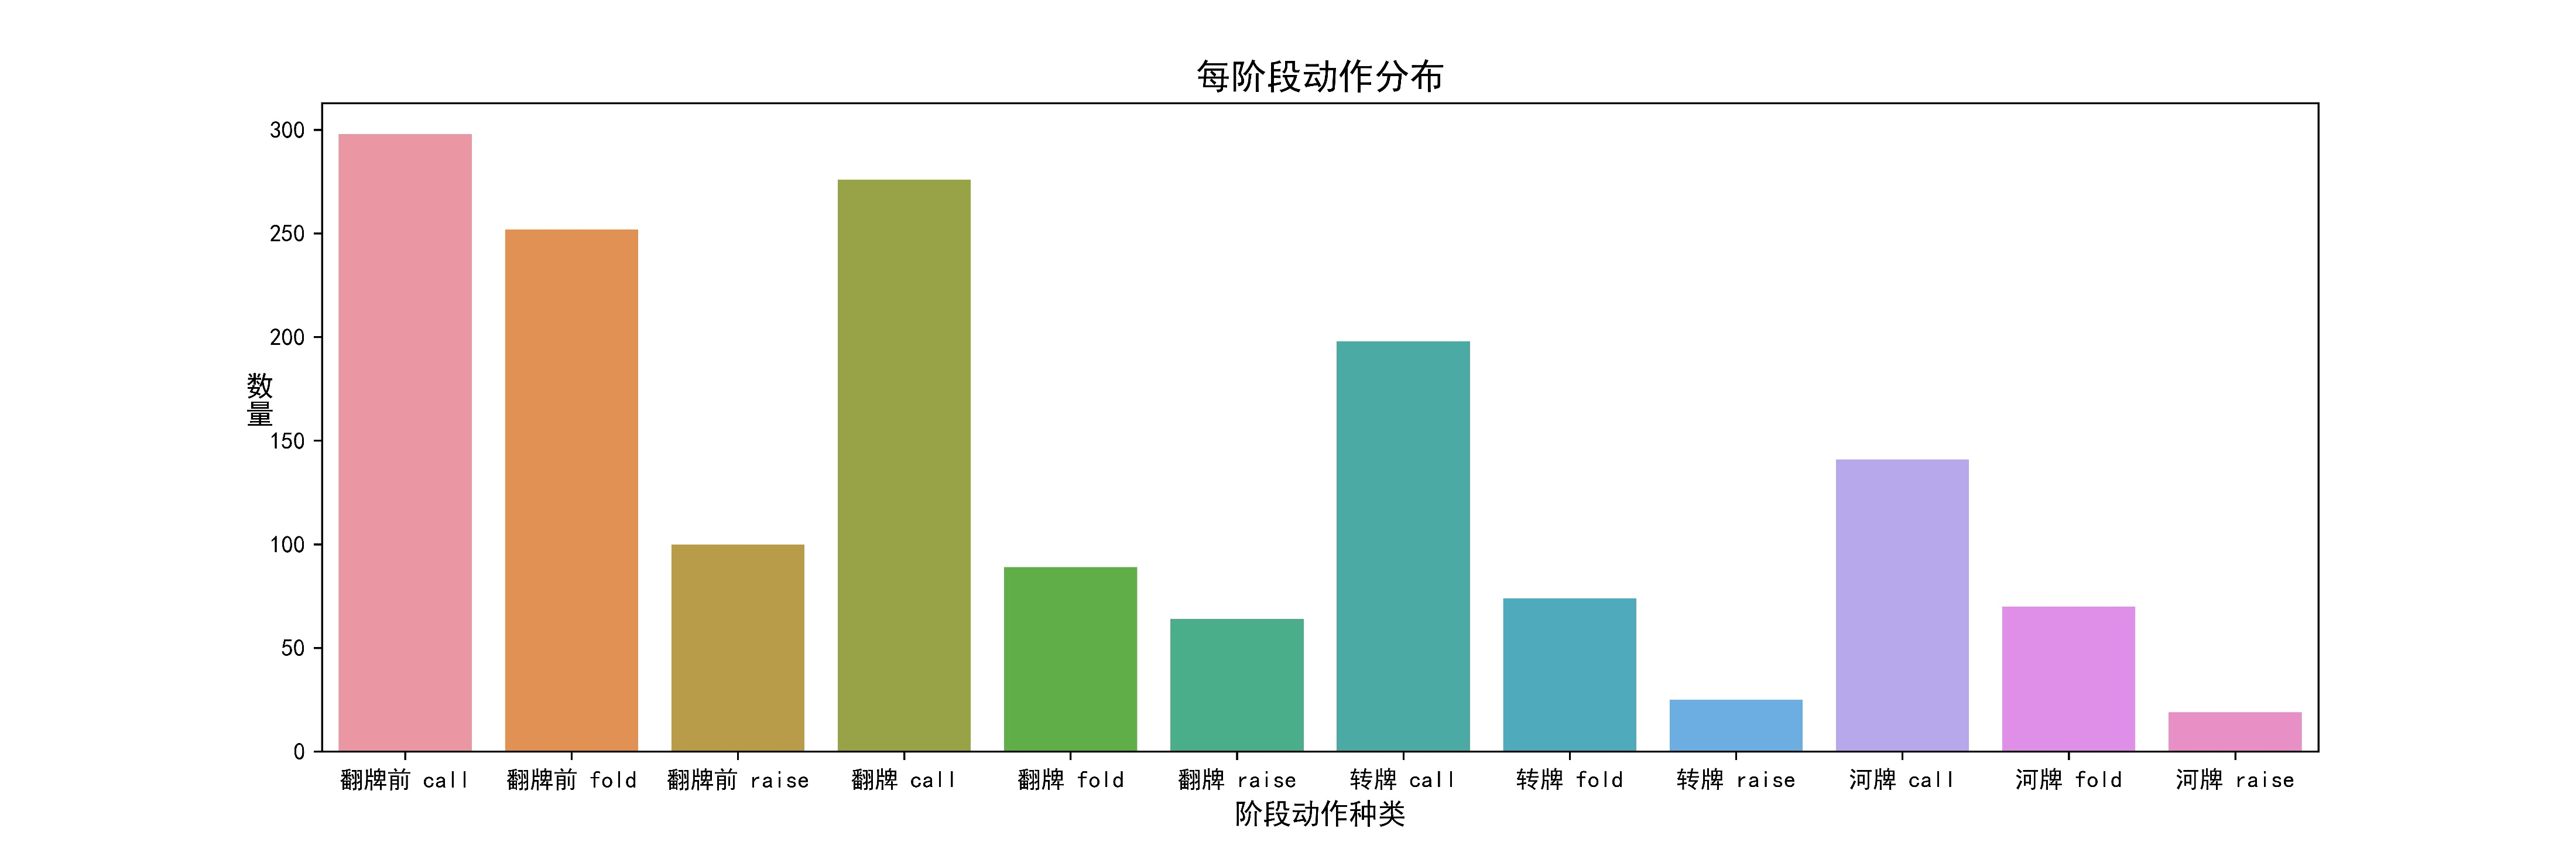 每阶段动作分布
300
250
200
150
100
50
0
数量
翻牌前 call 翻牌前 fold 翻牌前 raise 翻牌 call 翻牌 fold 翻牌 raise 转牌 call 转牌 fold 转牌 raise 河牌 call 河牌 fold 河牌 raise
阶段动作种类